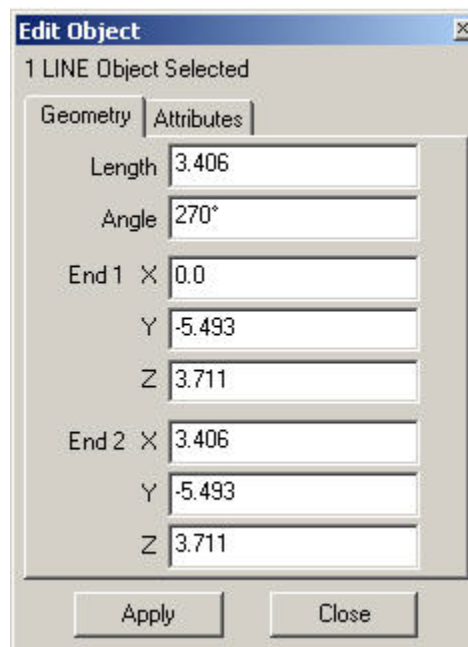 Edit Object
1 LINE Object Selected
Geometry Attributes
Length 3.406
Angle 270°
End 1 X 0.0
Y -5.493
Z 3.711
End 2 X 3.406
Y -5.493
Z 3.711
Apply Close